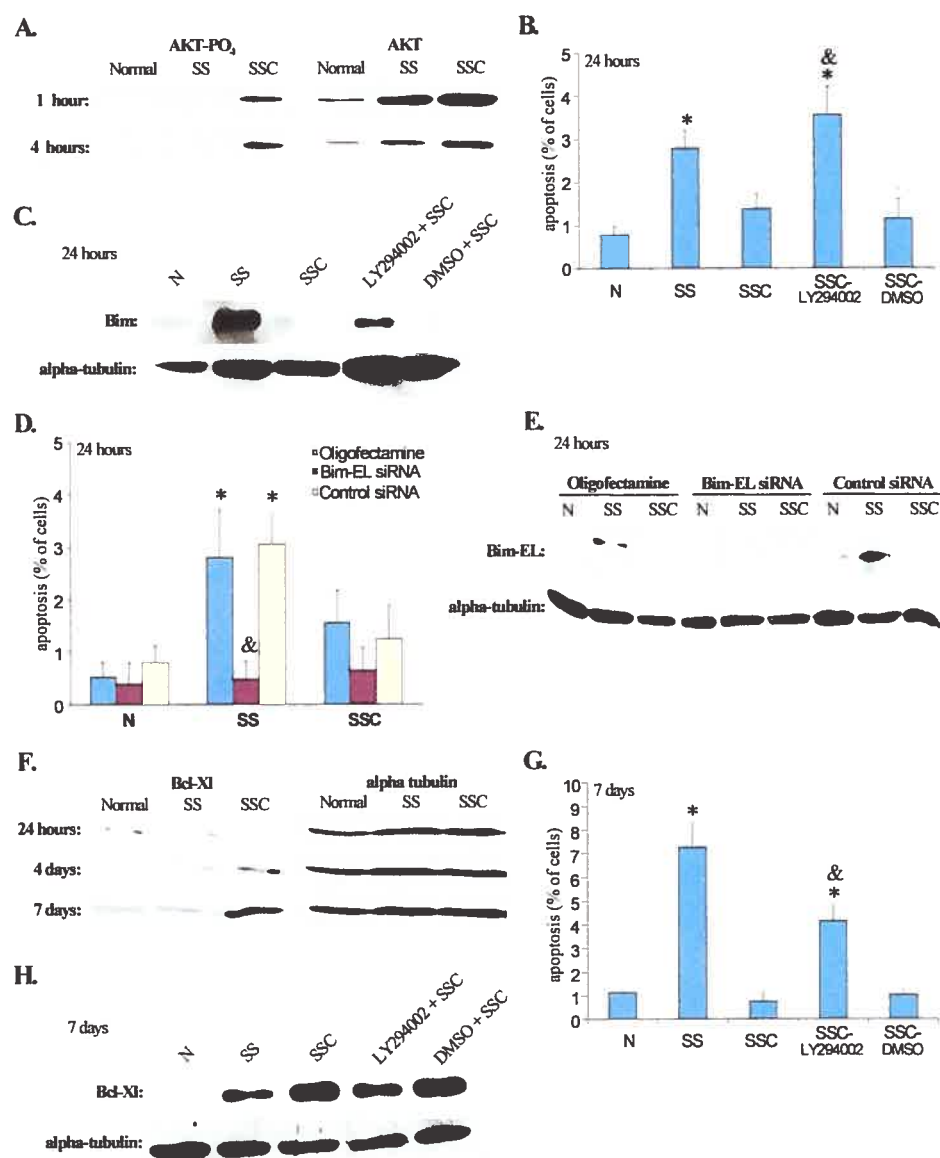 A.
AKT-PO4 AKT
Normal SS SSC Normal SS SSC
1 hour:
4 hours:
B.
24 hours
5
4
3
2
1
0
apoptosis (% of cells)
*
&
*
N SS SSC SSC-LY294002 SSC-DMSO
C.
24 hours
N SS SSC LY294002 + SSC DMSO + SSC
Bim:
alpha-tubulin:
D.
24 hours
5
4
3
2
1
0
apoptosis (% of cells)
Oligofectamine
Bim-EL siRNA
Control siRNA
* *
&
N SS SSC
E.
24 hours
Oligofectamine Bim-EL siRNA Control siRNA
N SS SSC N SS SSC N SS SSC
Bim-EL:
alpha-tubulin:
F.
Bcl-Xl alpha tubulin
Normal SS SSC Normal SS SSC
24 hours:
4 days:
7 days:
G.
7 days
10
9
8
7
6
5
4
3
2
1
0
apoptosis (% of cells)
*
&
*
N SS SSC SSC-LY294002 SSC-DMSO
H.
7 days
N SS SSC LY294002 + SSC DMSO + SSC
Bcl-Xl:
alpha-tubulin: